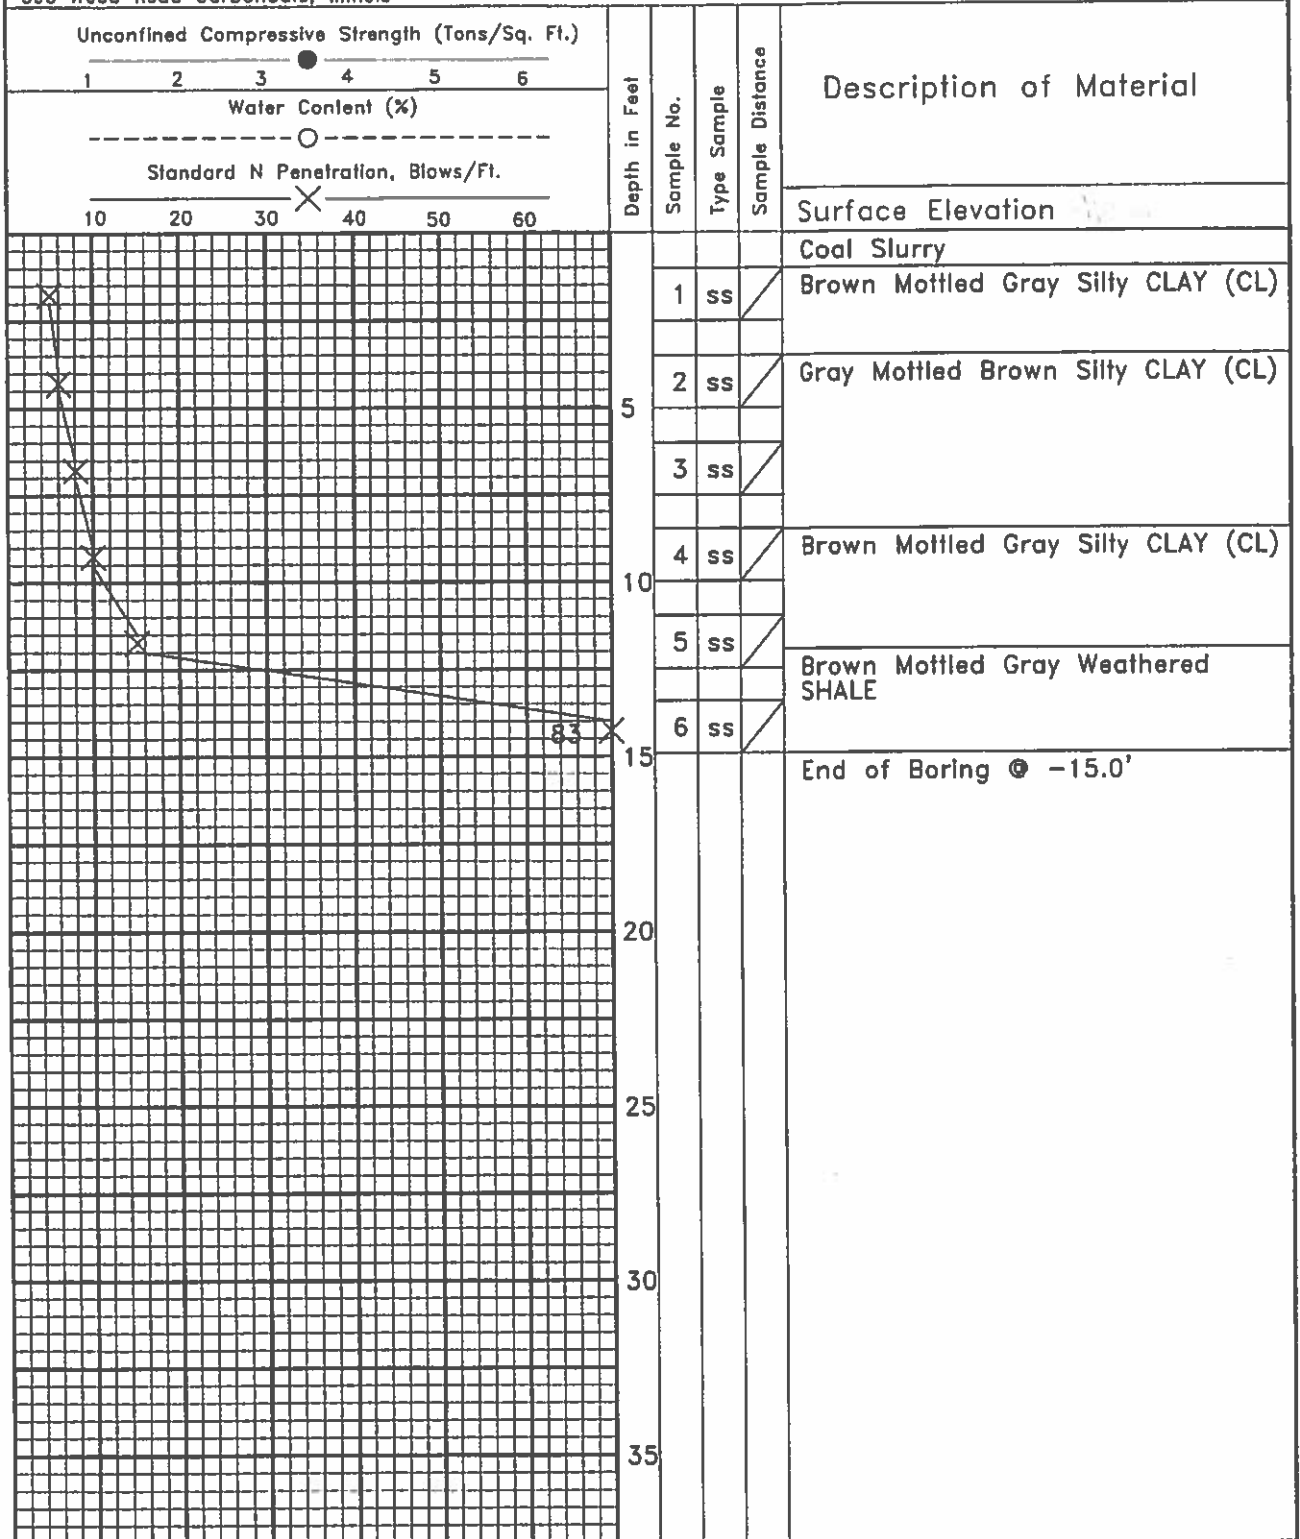 Unconfined Compressive Strength (Tons/Sq. Ft.)
1 2 3 4 5 6
Water Content (%)
Standard N Penetration, Blows/Ft.
10 20 30 40 50 60
Depth in Feet
Sample No.
Type Sample
Sample Distance
Description of Material
Surface Elevation
Coal Slurry
1 ss Brown Mottled Gray Silty CLAY (CL)
2 ss Gray Mottled Brown Silty CLAY (CL)
5
3 ss
4 ss Brown Mottled Gray Silty CLAY (CL)
10
5 ss
Brown Mottled Gray Weathered
SHALE
83 6 ss
15
End of Boring @ -15.0'
20
25
30
35